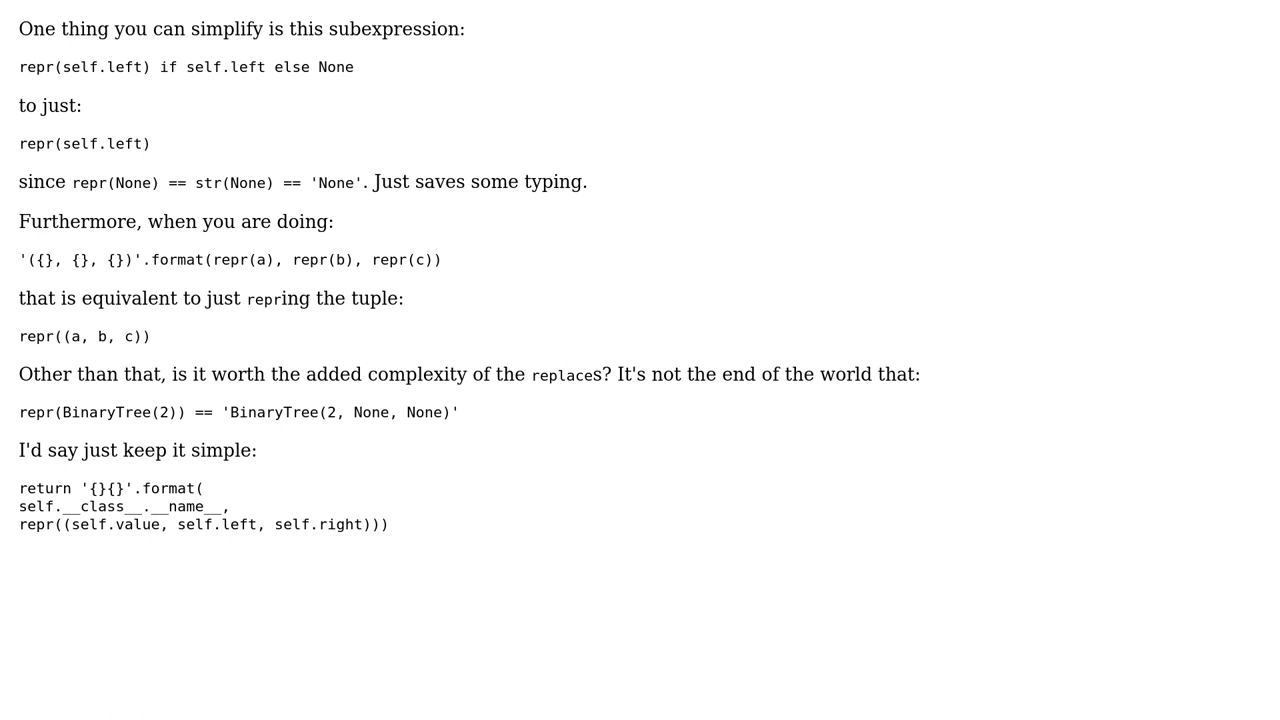 One thing you can simplify is this subexpression:
repr(self.left) if self.left else None
to just:
repr(self.left)
since repr(None) == str(None) == 'None'. Just saves some typing.
Furthermore, when you are doing:
'({}, {}, {})'.format(repr(a), repr(b), repr(c))
that is equivalent to just repring the tuple:
repr((a, b, c))
Other than that, is it worth the added complexity of the replaces? It's not the end of the world that:
repr(BinaryTree(2)) == 'BinaryTree(2, None, None)'
I'd say just keep it simple:
return '{}{}'.format(
self.__class__.__name__,
repr((self.value, self.left, self.right)))